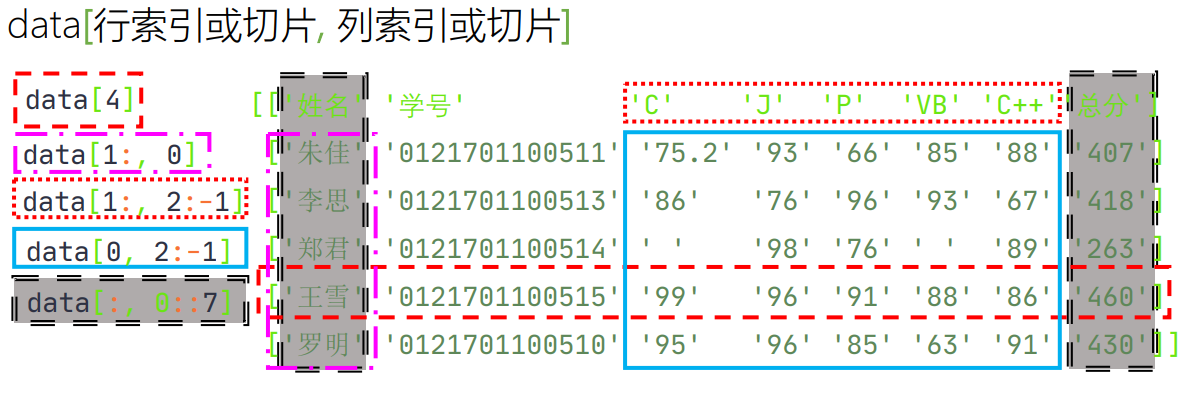 data[行索引或切片, 列索引或切片]
data[4]
data[1:, 0]
data[1:, 2:-1]
data[0, 2:-1]
data[:, 0::7]
[['姓名' '学号' 'C' 'J' 'P' 'VB' 'C++' '总分']
['朱佳' '0121701100511' '75.2' '93' '66' '85' '88' '407']
['李思' '0121701100513' '86' '76' '96' '93' '67' '418']
['郑君' '0121701100514' ' ' '98' '76' ' ' '89' '263']
['王雪' '0121701100515' '99' '96' '91' '88' '86' '460']
['罗明' '0121701100510' '95' '96' '85' '63' '91' '430']]